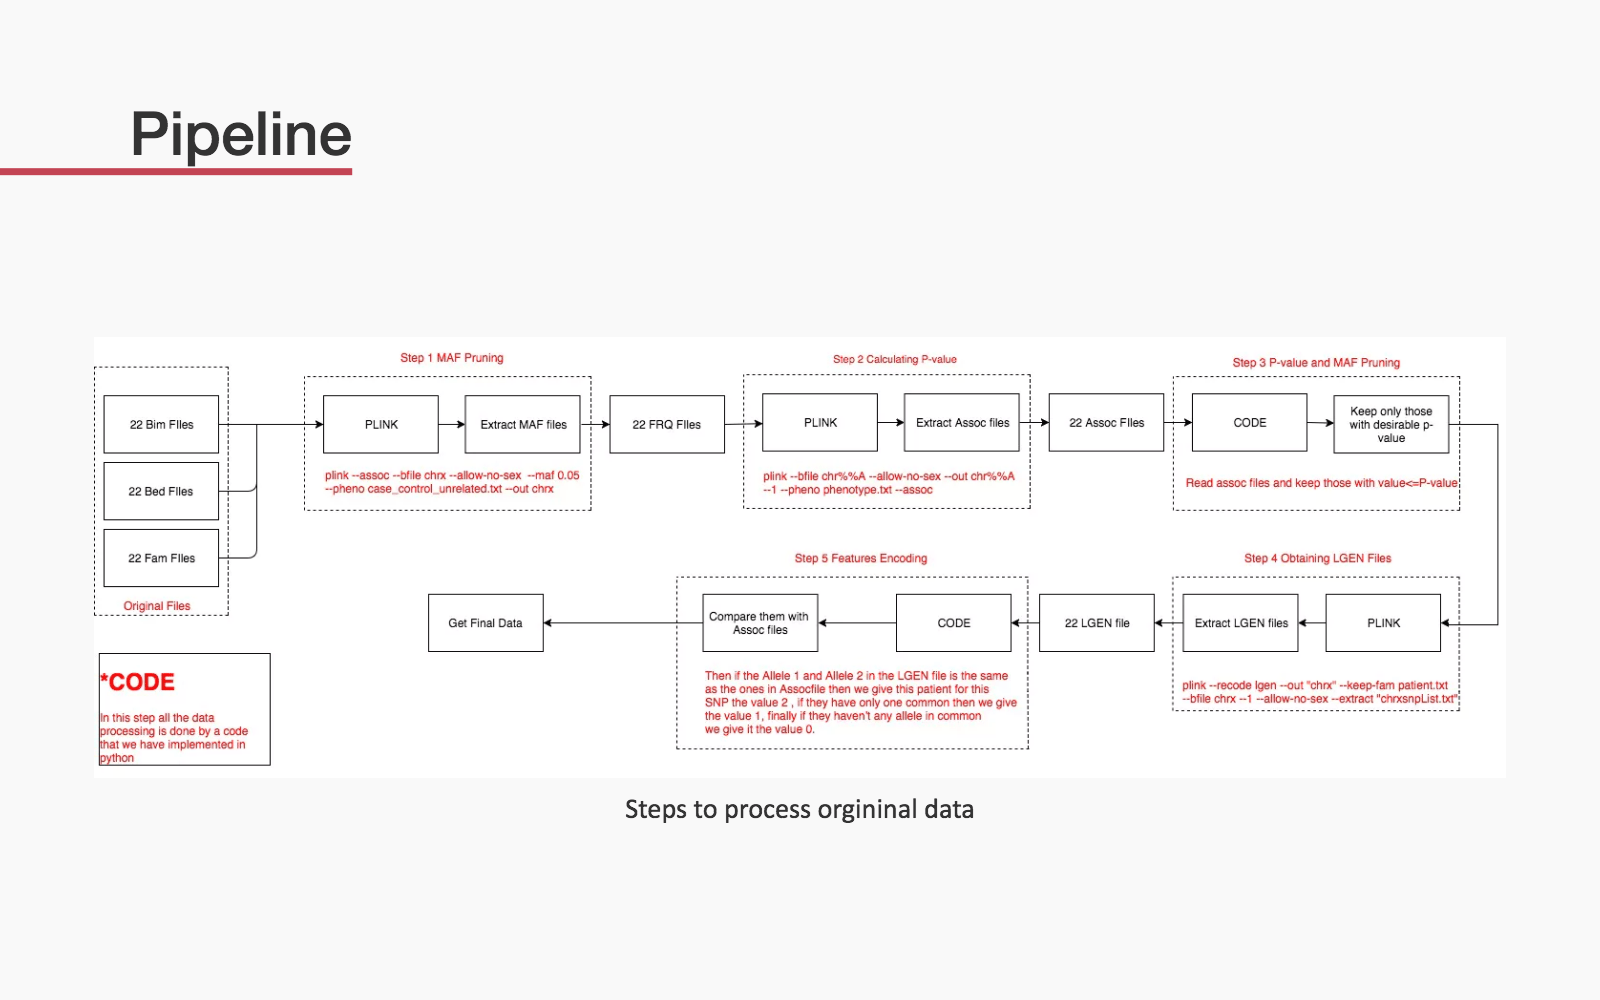 Pipeline
22 Bim FIles
22 Bed FIles
22 Fam FIles
Original Files
Step 1 MAF Pruning
PLINK
Extract MAF files
plink --assoc --bfile chrx --allow-no-sex --maf 0.05
--pheno case_control_unrelated.txt --out chrx
22 FRQ FIles
Step 2 Calculating P-value
PLINK
Extract Assoc files
plink --bfile chr%%A --allow-no-sex --out chr%%A
--1 --pheno phenotype.txt --assoc
22 Assoc FIles
Step 3 P-value and MAF Pruning
CODE
Keep only those
with desirable p-
value
Read assoc files and keep those with value<=P-value
Step 4 Obtaining LGEN Files
PLINK
Extract LGEN files
plink --recode lgen --out "chrx" --keep-fam patient.txt
--bfile chrx --1 --allow-no-sex --extract "chrxsnpList.txt"
22 LGEN file
Step 5 Features Encoding
CODE
Compare them with
Assoc files
Then if the Allele 1 and Allele 2 in the LGEN file is the same
as the ones in Assocfile then we give this patient for this
SNP the value 2 , if they have only one common then we give
the value 1, finally if they haven't any allele in common
we give it the value 0.
Get Final Data
*CODE
In this step all the data
processing is done by a code
that we have implemented in
python
Steps to process orgininal data